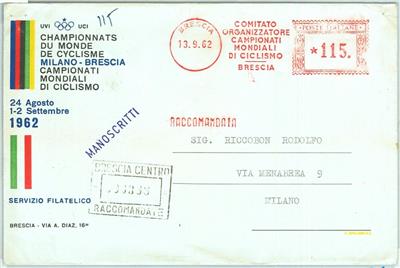 UVI UCI
115
CHAMPIONNATS
DU MONDE
DE CYCLISME
MILANO - BRESCIA
CAMPIONATI
MONDIALI
DI CICLISMO
24 Agosto
1-2 Settembre
1962
SERVIZIO FILATELICO
BRESCIA - VIA A. DIAZ, 16
BRESCIA
13.9.62
COMITATO
ORGANIZZATORE
CAMPIONATI
MONDIALI
DI CICLISMO
BRESCIA
POSTE ITALIANE
*115.
MANOSCRITTI
RACCOMANDATA
BRESCIA CENTRO
RACCOMANDATE
SIG. RICCOBON RODOLFO
VIA MENABREA 9
MILANO